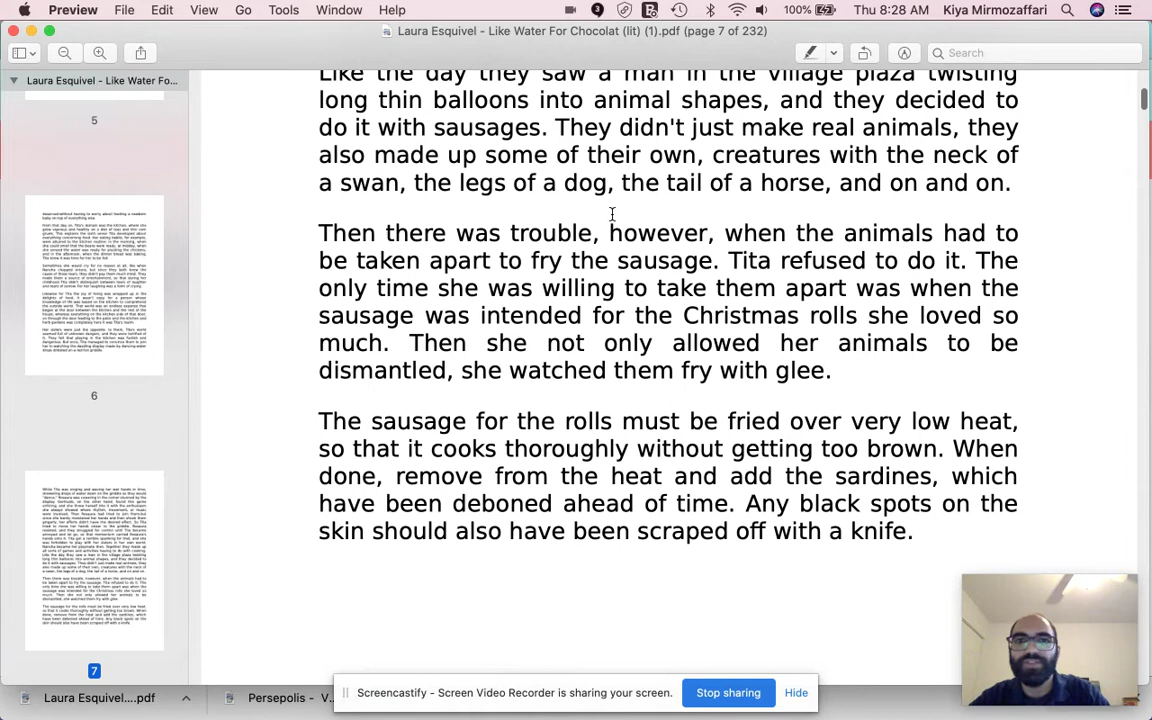 Preview File Edit View Go Tools Window Help 3 100% Thu 8:28 AM Kiya Mirmozaffari
Laura Esquivel - Like Water For Chocolat (lit) (1).pdf (page 7 of 232)
Search
Laura Esquivel - Like Water Fo...
5
6
7
Like the day they saw a man in the village plaza twisting
long thin balloons into animal shapes, and they decided to
do it with sausages. They didn't just make real animals, they
also made up some of their own, creatures with the neck of
a swan, the legs of a dog, the tail of a horse, and on and on.
Then there was trouble, however, when the animals had to
be taken apart to fry the sausage. Tita refused to do it. The
only time she was willing to take them apart was when the
sausage was intended for the Christmas rolls she loved so
much. Then she not only allowed her animals to be
dismantled, she watched them fry with glee.
The sausage for the rolls must be fried over very low heat,
so that it cooks thoroughly without getting too brown. When
done, remove from the heat and add the sardines, which
have been deboned ahead of time. Any black spots on the
skin should also have been scraped off with a knife.
Laura Esquivel....pdf
Persepolis - V...
Screencastify - Screen Video Recorder is sharing your screen.
Stop sharing
Hide